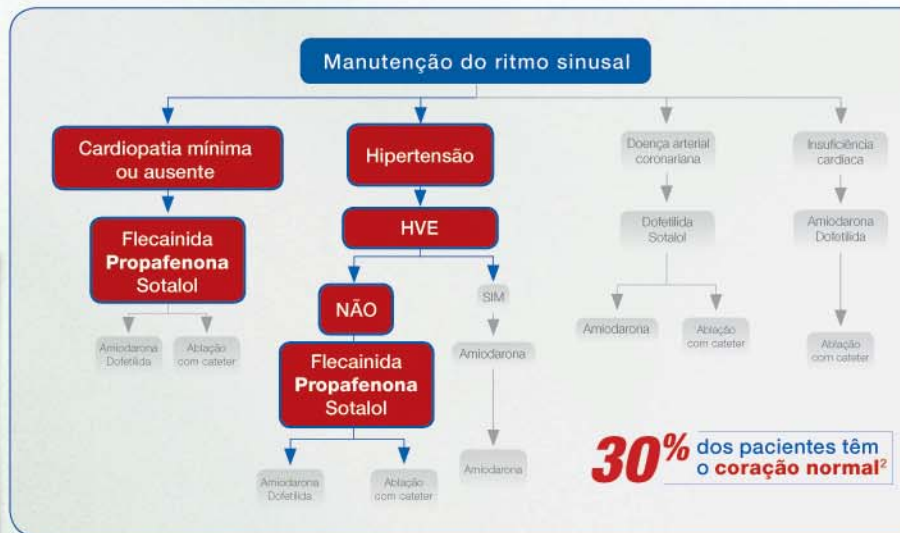 Manutenção do ritmo sinusal
Cardiopatia mínima
ou ausente
Flecainida
Propafenona
Sotalol
Amiodarona
Dofetilida
Ablação
com cateter
Hipertensão
HVE
NÃO
Flecainida
Propafenona
Sotalol
Amiodarona
Dofetilida
Ablação
com cateter
SIM
Amiodarona
Amiodarona
Doença arterial
coronariana
Dofetilida
Sotalol
Amiodarona
Ablação
com cateter
Insuficiência
cardíaca
Amiodarona
Dofetilida
Ablação
com cateter
30% dos pacientes têm
o coração normal²